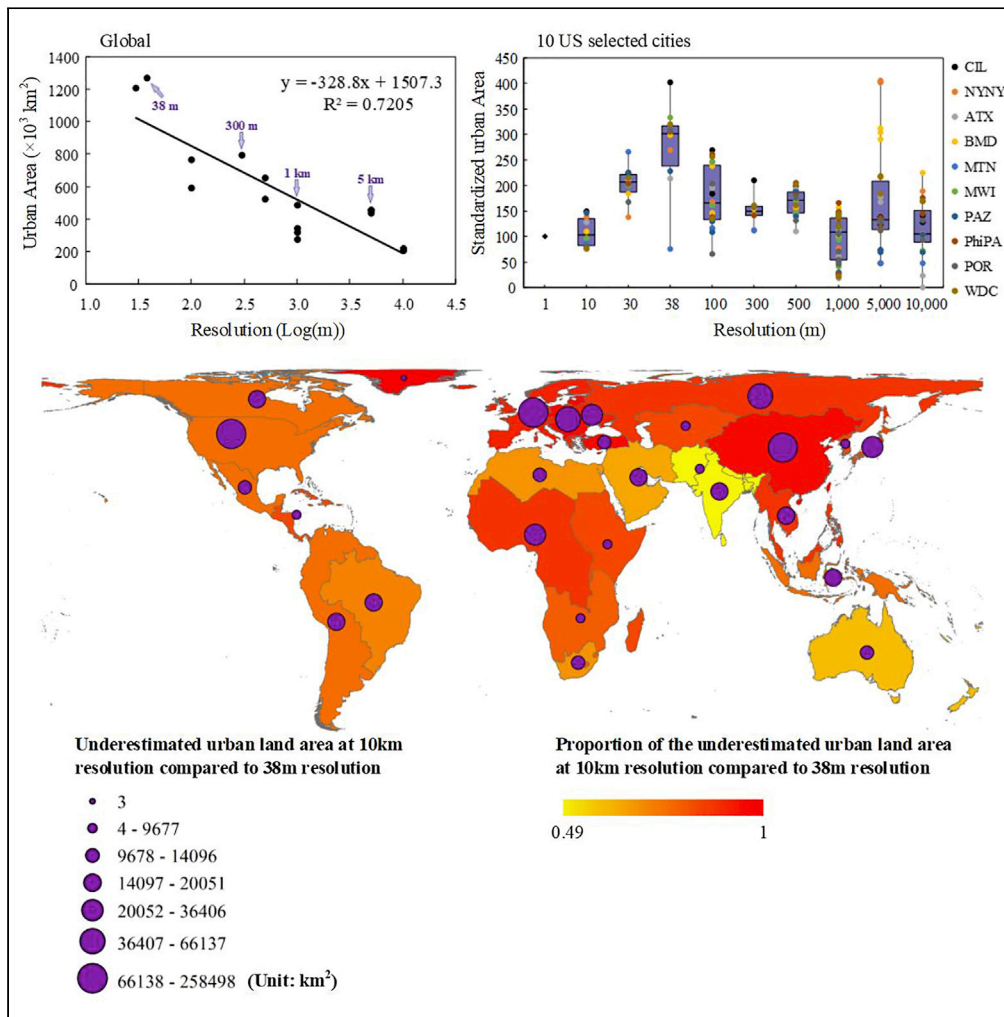 Global
1400
1200
1000
800
600
400
200
0
Urban Area (×10³ km²)
y = -328.8x + 1507.3
R² = 0.7205
38 m
300 m
1 km
5 km
1.0 1.5 2.0 2.5 3.0 3.5 4.0 4.5
Resolution (Log(m))
10 US selected cities
450
400
350
300
250
200
150
100
50
0
Standardized urban Area
1 10 30 38 100 300 500 1,000 5,000 10,000
Resolution (m)
CIL
NYNY
ATX
BMD
MTN
MWI
PAZ
PhiPA
POR
WDC
Underestimated urban land area at 10km
resolution compared to 38m resolution
3
4 - 9677
9678 - 14096
14097 - 20051
20052 - 36406
36407 - 66137
66138 - 258498 (Unit: km²)
Proportion of the underestimated urban land area
at 10km resolution compared to 38m resolution
0.49 1